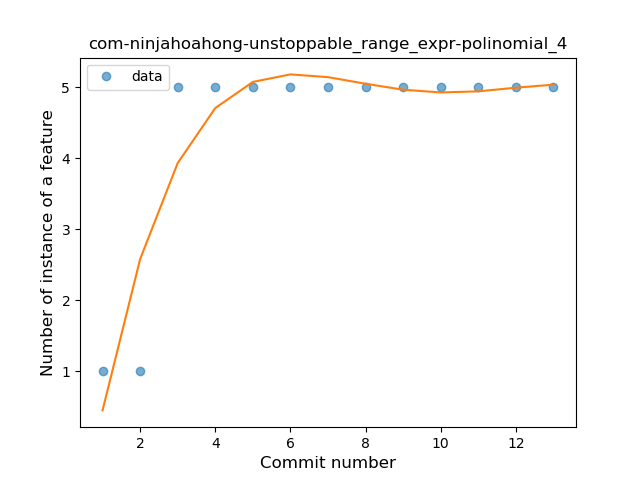 com-ninjahoahong-unstoppable_range_expr-polinomial_4
data
Number of instance of a feature
5
4
3
2
1
2 4 6 8 10 12
Commit number